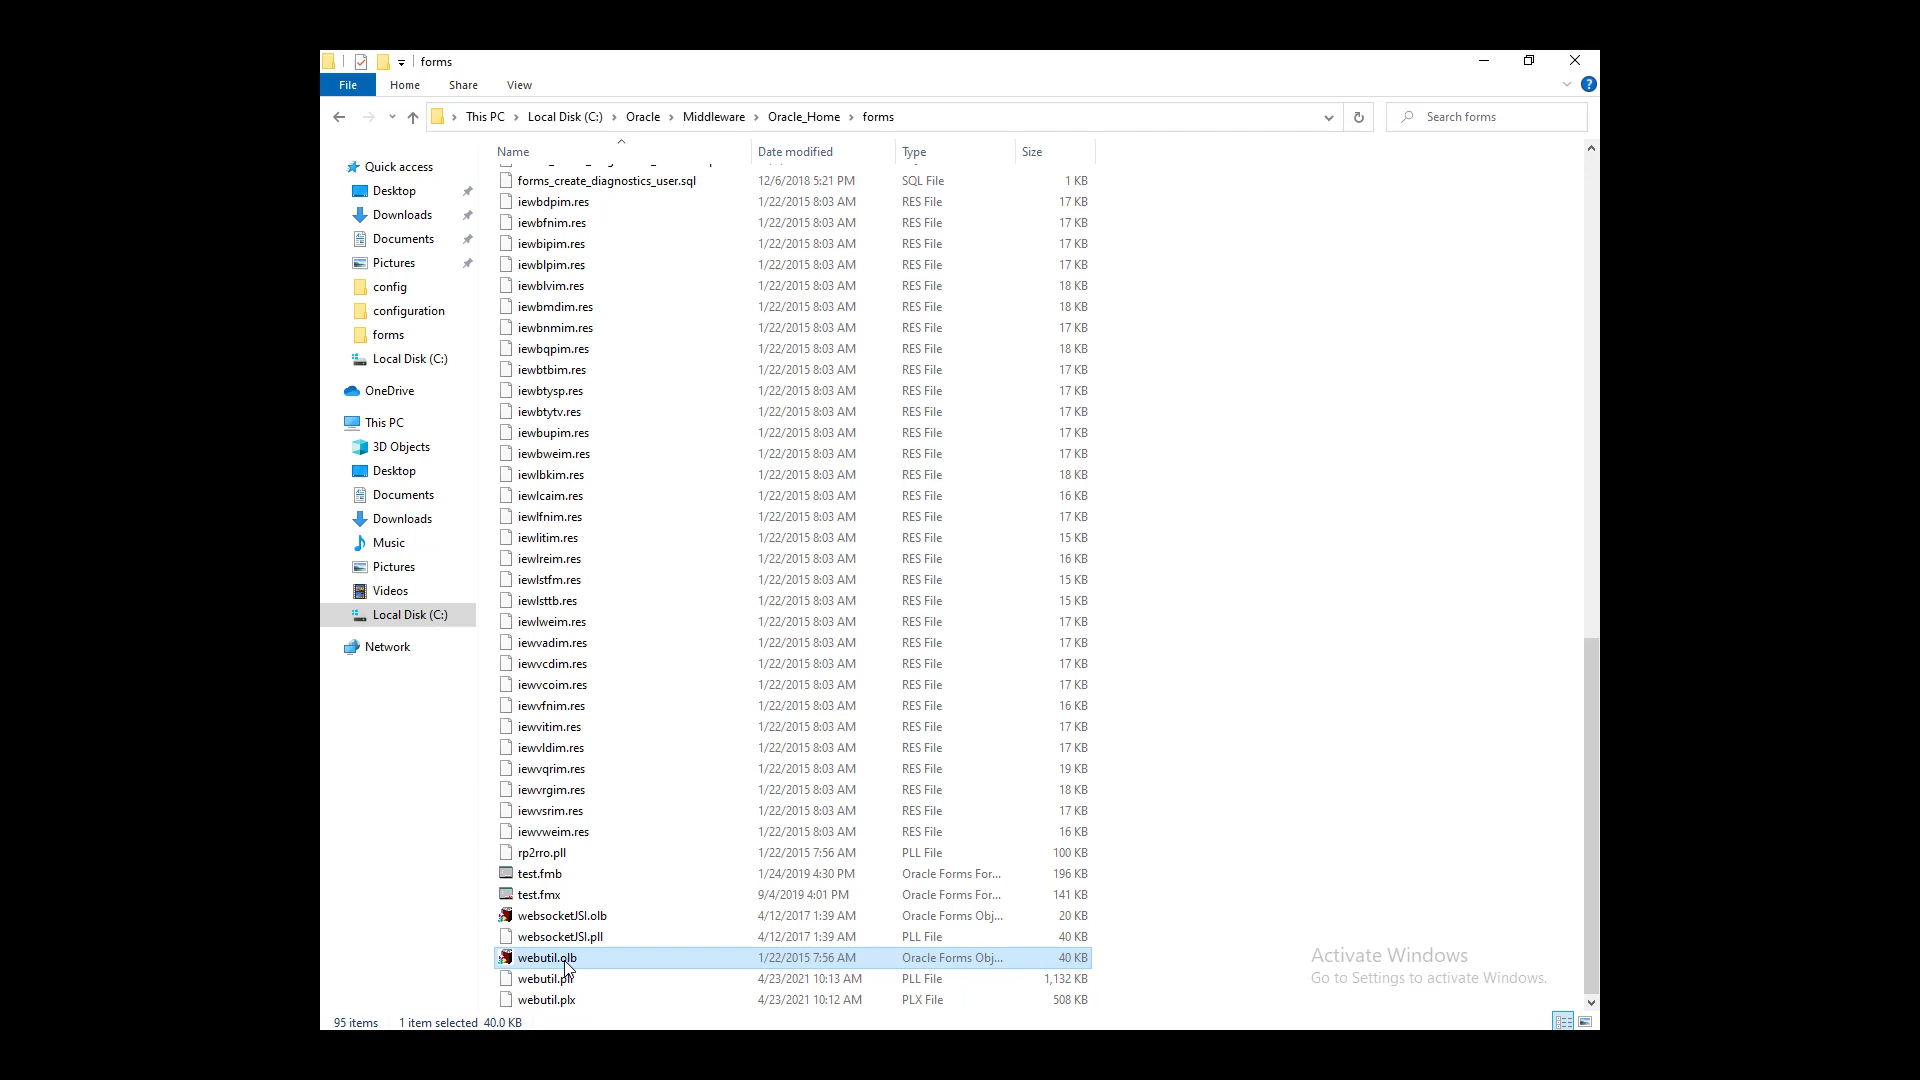 forms
File Home Share View
This PC Local Disk (C:) Oracle Middleware Oracle_Home forms
Search forms
Name Date modified Type Size
Quick access
Desktop
Downloads
Documents
Pictures
config
configuration
forms
Local Disk (C:)
OneDrive
This PC
3D Objects
Desktop
Documents
Downloads
Music
Pictures
Videos
Local Disk (C:)
Network
forms_create_diagnostics_user.sql 12/6/2018 5:21 PM SQL File 1 KB
iewbdpim.res 1/22/2015 8:03 AM RES File 17 KB
iewbfnim.res 1/22/2015 8:03 AM RES File 17 KB
iewbipim.res 1/22/2015 8:03 AM RES File 17 KB
iewblpim.res 1/22/2015 8:03 AM RES File 17 KB
iewblvim.res 1/22/2015 8:03 AM RES File 18 KB
iewbmdim.res 1/22/2015 8:03 AM RES File 18 KB
iewbnmim.res 1/22/2015 8:03 AM RES File 17 KB
iewbqpim.res 1/22/2015 8:03 AM RES File 18 KB
iewbtbim.res 1/22/2015 8:03 AM RES File 17 KB
iewbtysp.res 1/22/2015 8:03 AM RES File 17 KB
iewbtytv.res 1/22/2015 8:03 AM RES File 17 KB
iewbupim.res 1/22/2015 8:03 AM RES File 17 KB
iewbweim.res 1/22/2015 8:03 AM RES File 17 KB
iewlbkim.res 1/22/2015 8:03 AM RES File 18 KB
iewlcaim.res 1/22/2015 8:03 AM RES File 16 KB
iewlfnim.res 1/22/2015 8:03 AM RES File 17 KB
iewlitim.res 1/22/2015 8:03 AM RES File 15 KB
iewlreim.res 1/22/2015 8:03 AM RES File 16 KB
iewlstfm.res 1/22/2015 8:03 AM RES File 15 KB
iewlsttb.res 1/22/2015 8:03 AM RES File 15 KB
iewlweim.res 1/22/2015 8:03 AM RES File 17 KB
iewvadim.res 1/22/2015 8:03 AM RES File 17 KB
iewvcdim.res 1/22/2015 8:03 AM RES File 17 KB
iewvcoim.res 1/22/2015 8:03 AM RES File 17 KB
iewvfnim.res 1/22/2015 8:03 AM RES File 16 KB
iewvitim.res 1/22/2015 8:03 AM RES File 17 KB
iewvldim.res 1/22/2015 8:03 AM RES File 17 KB
iewvqrim.res 1/22/2015 8:03 AM RES File 19 KB
iewvrgim.res 1/22/2015 8:03 AM RES File 18 KB
iewvsrim.res 1/22/2015 8:03 AM RES File 17 KB
iewvweim.res 1/22/2015 8:03 AM RES File 16 KB
rp2rro.pll 1/22/2015 7:56 AM PLL File 100 KB
test.fmb 1/24/2019 4:30 PM Oracle Forms For... 196 KB
test.fmx 9/4/2019 4:01 PM Oracle Forms For... 141 KB
websocketJSI.olb 4/12/2017 1:39 AM Oracle Forms Obj... 20 KB
websocketJSI.pll 4/12/2017 1:39 AM PLL File 40 KB
webutil.olb 1/22/2015 7:56 AM Oracle Forms Obj... 40 KB
webutil.pll 4/23/2021 10:13 AM PLL File 1,132 KB
webutil.plx 4/23/2021 10:12 AM PLX File 508 KB
Activate Windows
Go to Settings to activate Windows.
95 items 1 item selected 40.0 KB